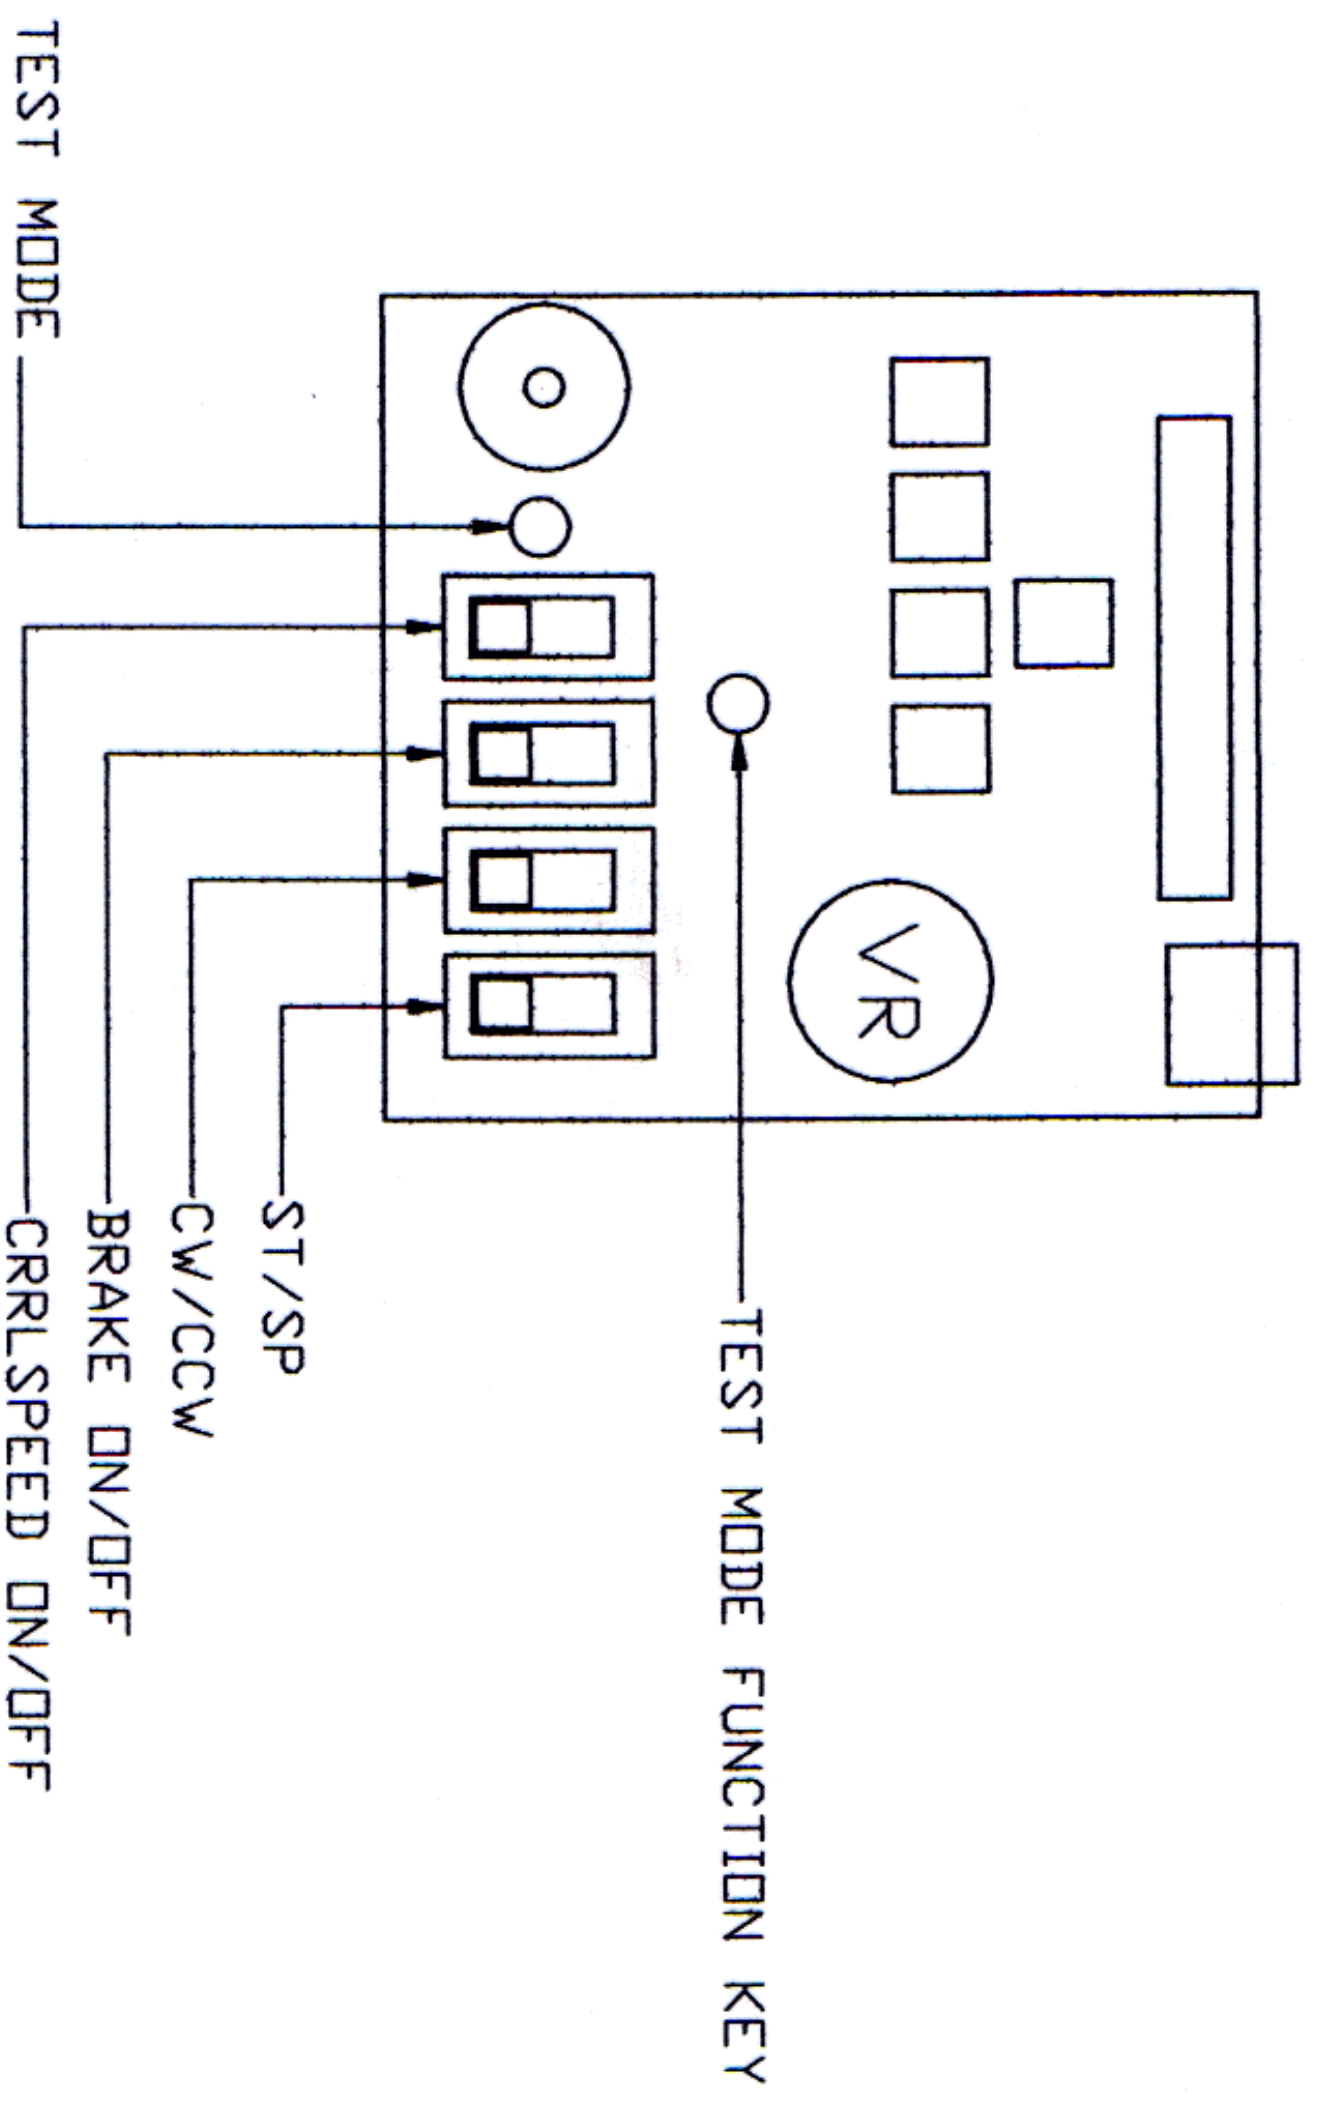 VR
TEST MODE FUNCTION KEY
ST/SP
CW/CCW
BRAKE ON/OFF
TEST MODE
CRRLSPEED ON/OFF